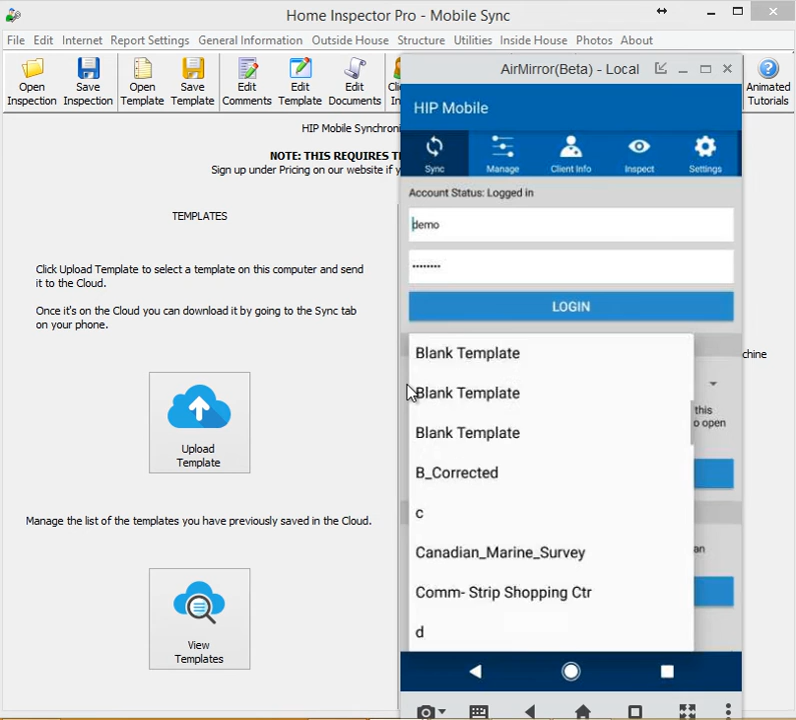 Home Inspector Pro - Mobile Sync
File Edit Internet Report Settings General Information Outside House Structure Utilities Inside House Photos About
Open Inspection
Save Inspection
Open Template
Save Template
Edit Comments
Edit Template
Edit Documents
Animated Tutorials
HIP Mobile Synchroni
NOTE: THIS REQUIRES T
Sign up under Pricing on our website if y
TEMPLATES
Click Upload Template to select a template on this computer and send
it to the Cloud.
Once it's on the Cloud you can download it by going to the Sync tab
on your phone.
Upload
Template
Manage the list of the templates you have previously saved in the Cloud.
View
Templates
AirMirror(Beta) - Local
HIP Mobile
Sync Manage Client Info Inspect Settings
Account Status: Logged in
demo
••••••••
LOGIN
Blank Template
Blank Template
Blank Template
B_Corrected
c
Canadian_Marine_Survey
Comm- Strip Shopping Ctr
d
chine
this
o open
an